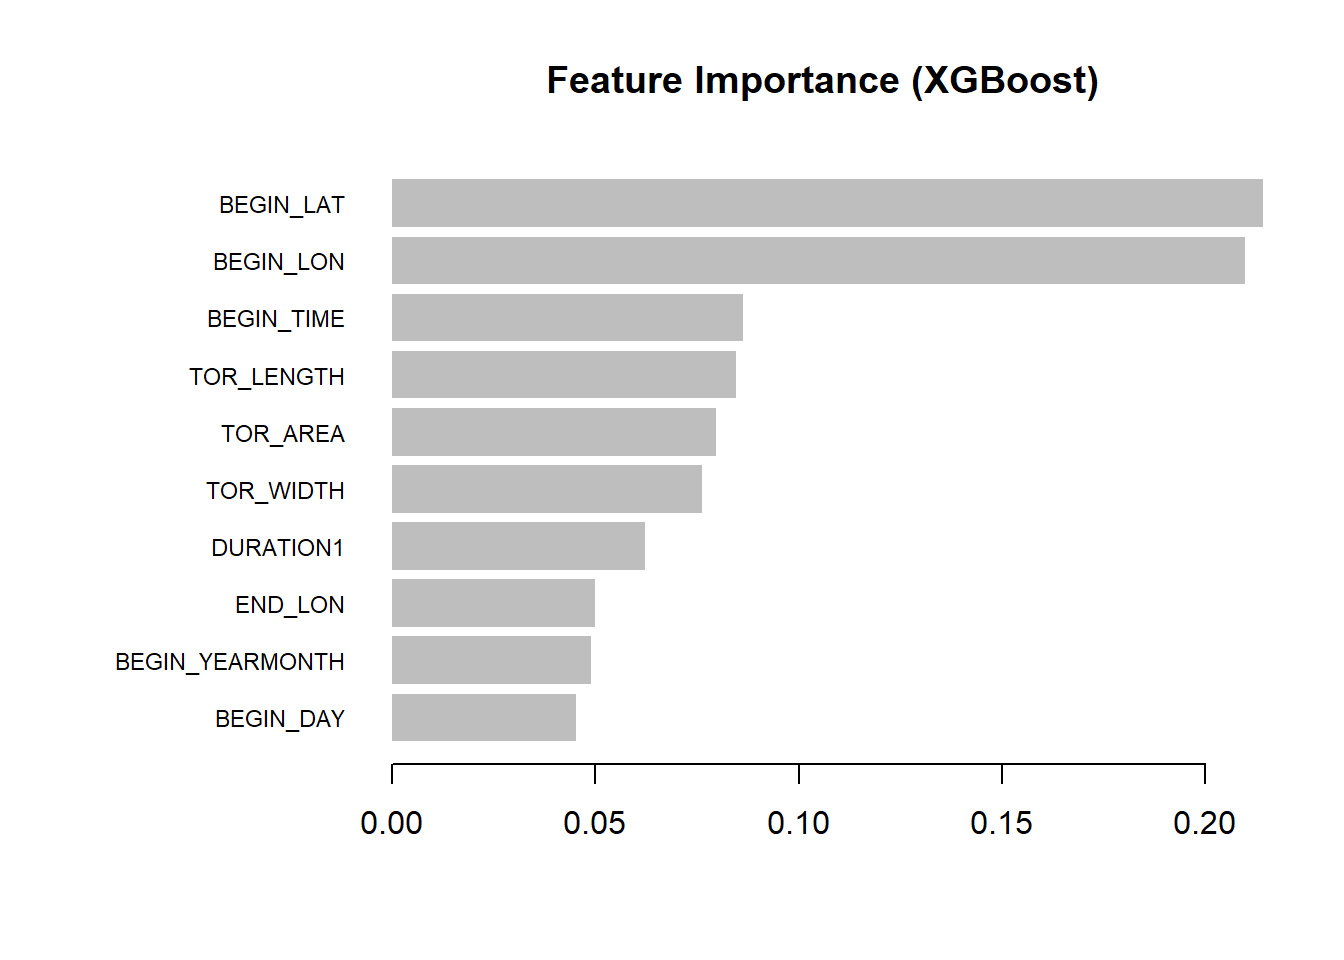 Feature Importance (XGBoost)
BEGIN_LAT
BEGIN_LON
BEGIN_TIME
TOR_LENGTH
TOR_AREA
TOR_WIDTH
DURATION1
END_LON
BEGIN_YEARMONTH
BEGIN_DAY
0.00 0.05 0.10 0.15 0.20